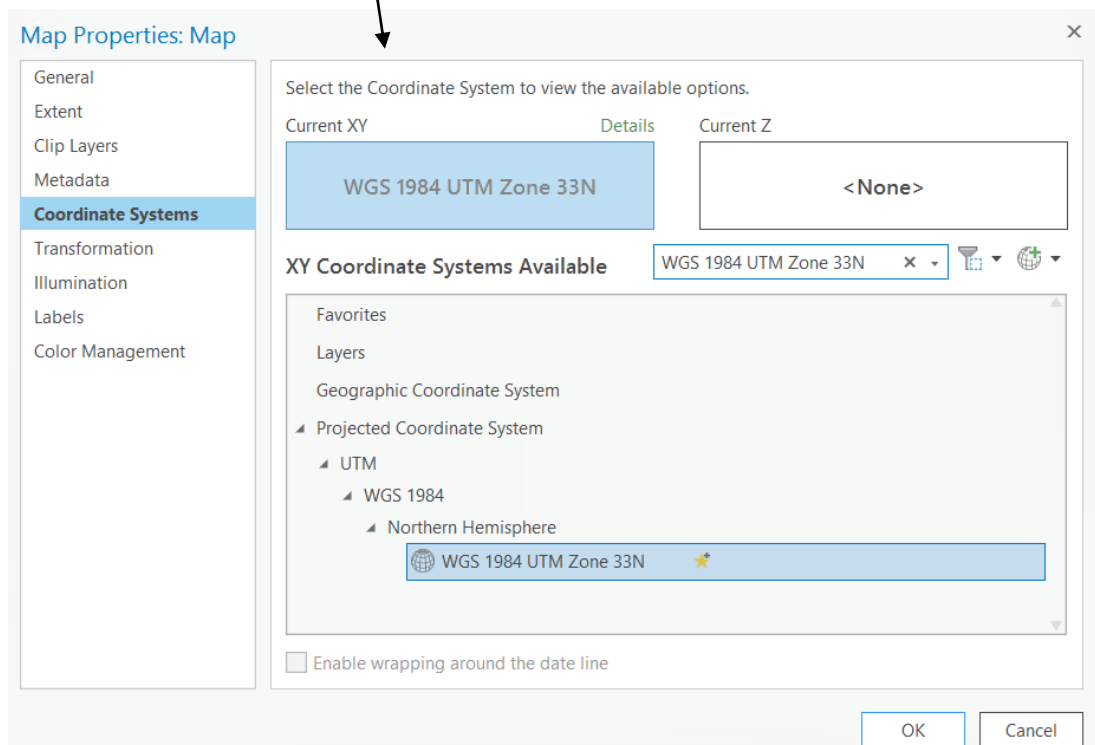 Map Properties: Map
General
Extent
Clip Layers
Metadata
Coordinate Systems
Transformation
Illumination
Labels
Color Management
Select the Coordinate System to view the available options.
Current XY Details Current Z
WGS 1984 UTM Zone 33N <None>
XY Coordinate Systems Available WGS 1984 UTM Zone 33N
Favorites
Layers
Geographic Coordinate System
Projected Coordinate System
UTM
WGS 1984
Northern Hemisphere
WGS 1984 UTM Zone 33N
Enable wrapping around the date line
OK Cancel